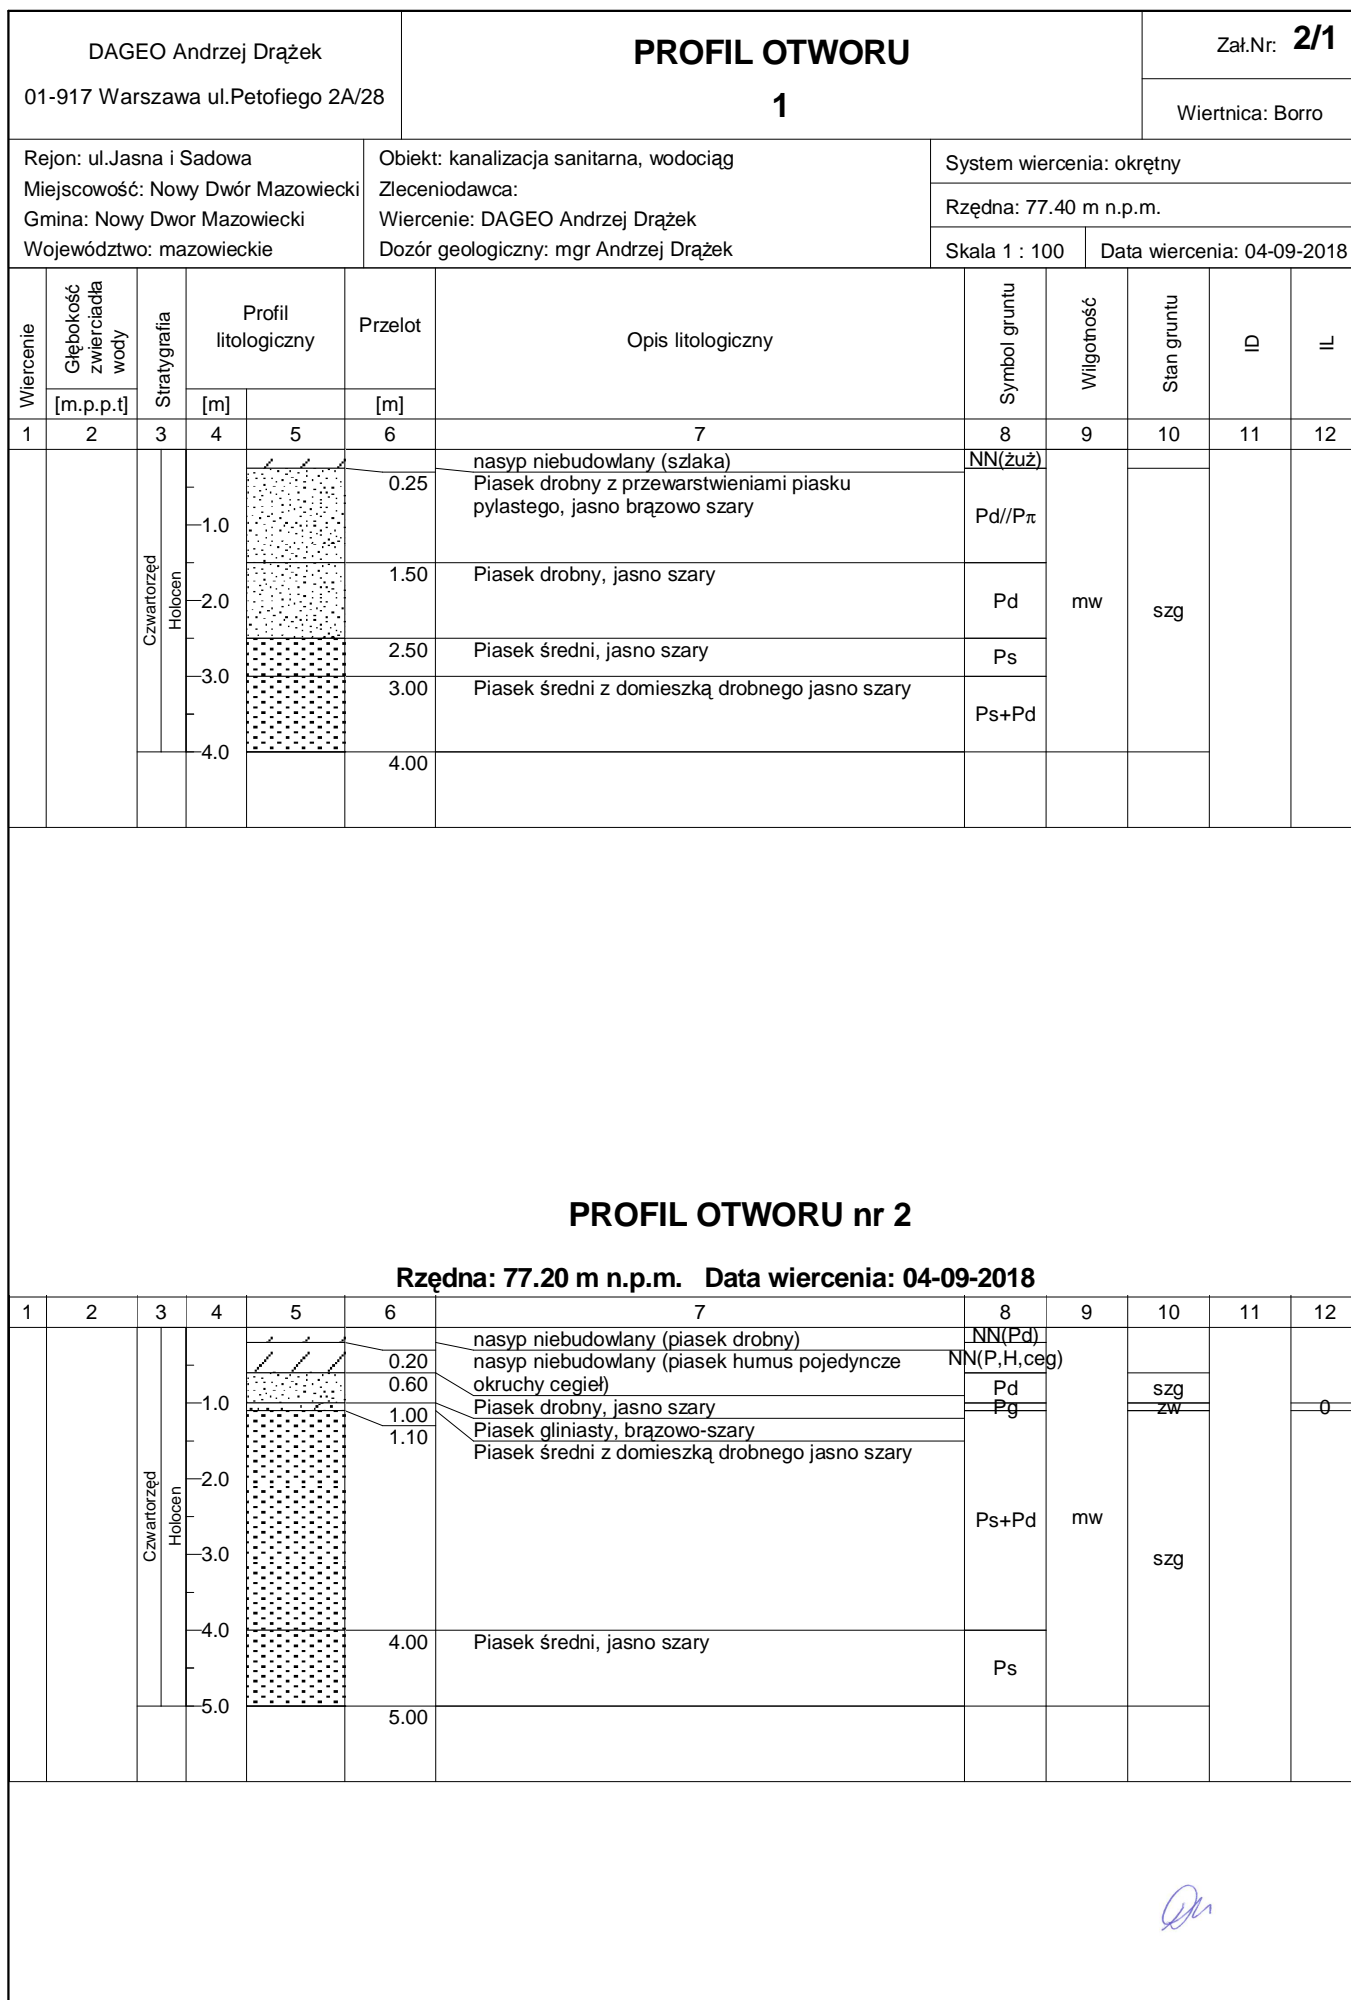 DAGEO Andrzej Drążek
01-917 Warszawa ul.Petofiego 2A/28
PROFIL OTWORU
1
Zał.Nr: 2/1
Wiertnica: Borro
Rejon: ul.Jasna i Sadowa
Miejscowość: Nowy Dwór Mazowiecki
Gmina: Nowy Dwor Mazowiecki
Województwo: mazowieckie
Obiekt: kanalizacja sanitarna, wodociąg
Zleceniodawca:
Wiercenie: DAGEO Andrzej Drążek
Dozór geologiczny: mgr Andrzej Drążek
System wiercenia: okrętny
Rzędna: 77.40 m n.p.m.
Skala 1 : 100 Data wiercenia: 04-09-2018
Wiercenie
Głębokość
zwierciadła
wody
[m.p.p.t]
Stratygrafia
Profil
litologiczny
[m]
Przelot
[m]
Opis litologiczny
Symbol gruntu
Wilgotność
Stan gruntu
ID
IL
1 2 3 4 5 6 7 8 9 10 11 12
nasyp niebudowlany (szlaka) NN(żuż)
0.25 Piasek drobny z przewarstwieniami piasku
pylastego, jasno brązowo szary
1.0 Pd//Pπ
Czwartorzęd
Holocen
1.50 Piasek drobny, jasno szary
2.0 Pd mw szg
2.50 Piasek średni, jasno szary Ps
3.0
3.00 Piasek średni z domieszką drobnego jasno szary
Ps+Pd
4.0
4.00
PROFIL OTWORU nr 2
Rzędna: 77.20 m n.p.m. Data wiercenia: 04-09-2018
1 2 3 4 5 6 7 8 9 10 11 12
nasyp niebudowlany (piasek drobny) NN(Pd)
0.20 nasyp niebudowlany (piasek humus pojedyncze NN(P,H,ceg)
0.60 okruchy cegieł) Pd szg
1.0 1.00 Piasek drobny, jasno szary Pg zw 0
1.10 Piasek gliniasty, brązowo-szary
Piasek średni z domieszką drobnego jasno szary
2.0
Czwartorzęd
Holocen
Ps+Pd mw
3.0 szg
4.0
4.00 Piasek średni, jasno szary
Ps
5.0
5.00